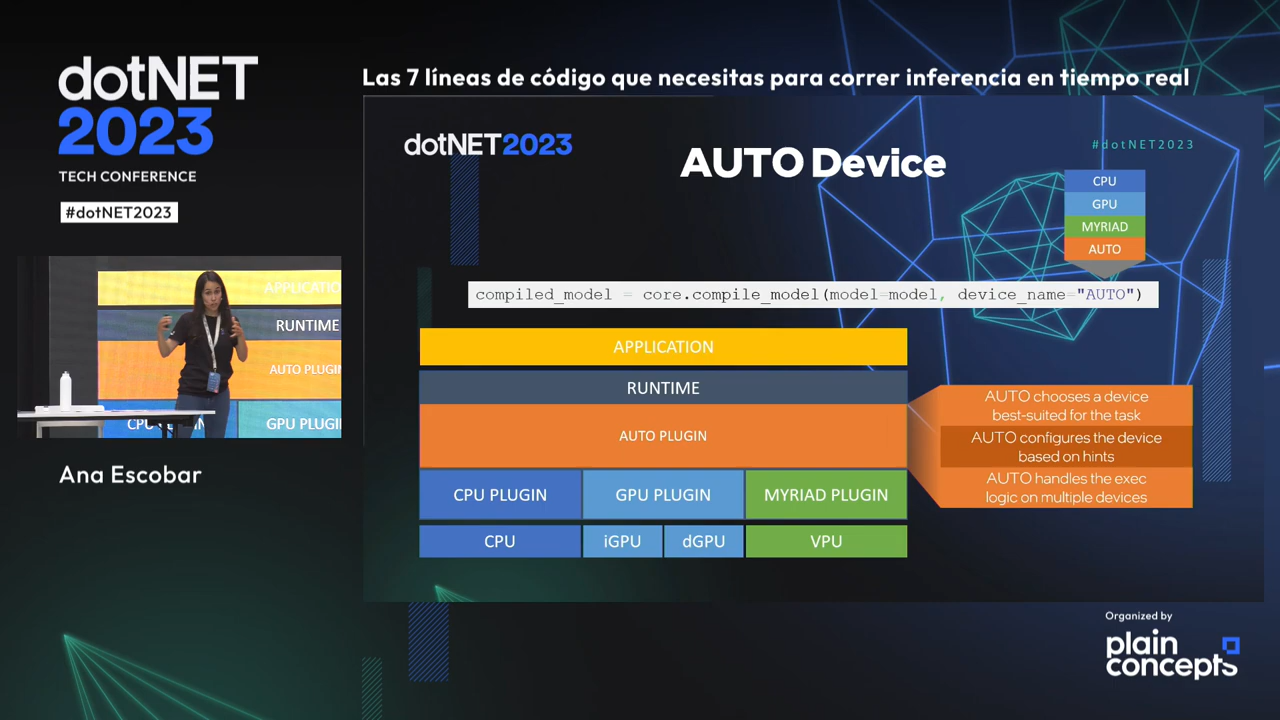 dotNET
2023
TECH CONFERENCE
#dotNET2023
Las 7 líneas de código que necesitas para correr inferencia en tiempo real
dotNET2023
AUTO Device
#dotNET2023
CPU
GPU
MYRIAD
AUTO
compiled_model = core.compile_model(model=model, device_name="AUTO")
APPLICATION
RUNTIME
AUTO PLUGIN
CPU PLUGIN
GPU PLUGIN
MYRIAD PLUGIN
CPU
iGPU
dGPU
VPU
AUTO chooses a device
best-suited for the task
AUTO configures the device
based on hints
AUTO handles the exec
logic on multiple devices
APPLICATIO
RUNTIME
AUTO PLUGIN
GPU PLUGI
Ana Escobar
Organized by
plain
concepts